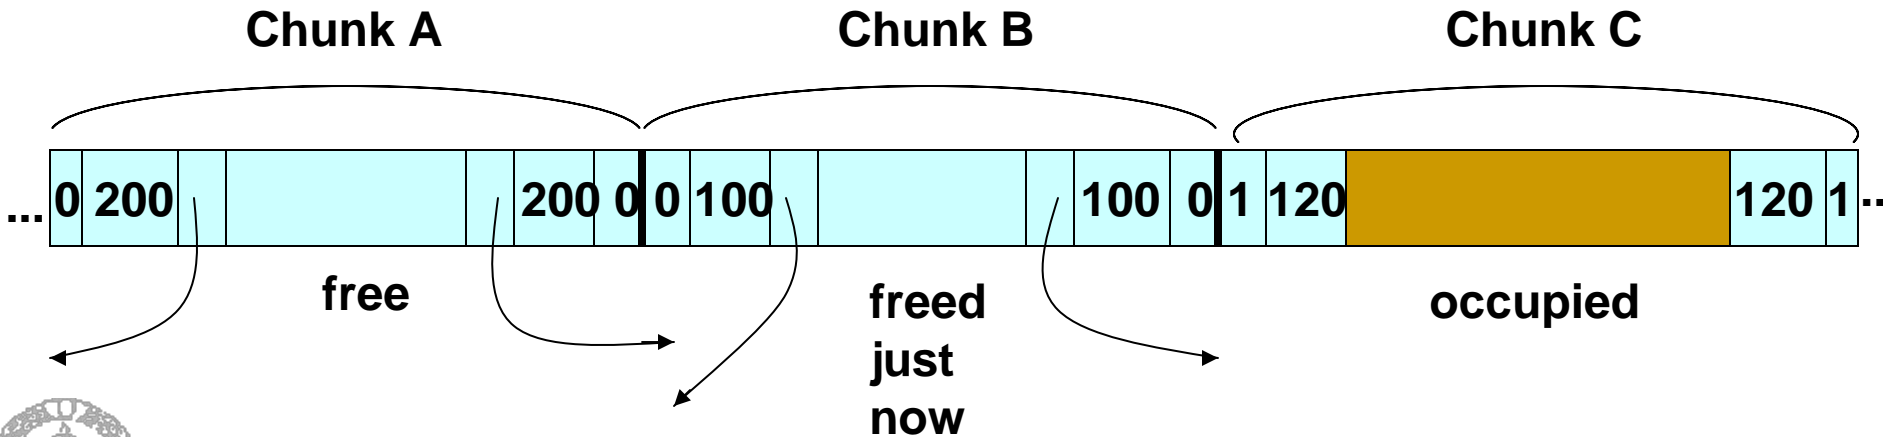 Chunk A Chunk B Chunk C
... 0 200 200 0 0 100 100 0 1 120 120 1 ..
free freed occupied
just
now